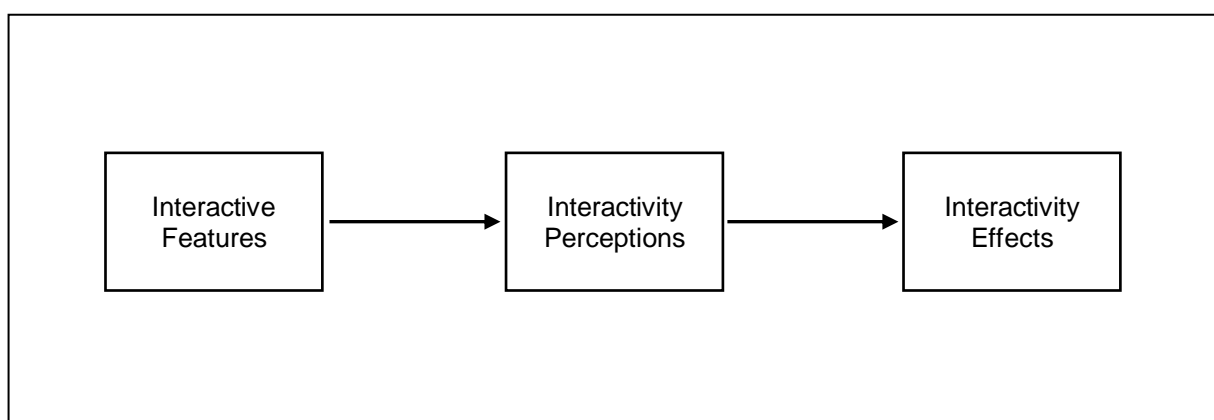 Interactive
Features
Interactivity
Perceptions
Interactivity
Effects